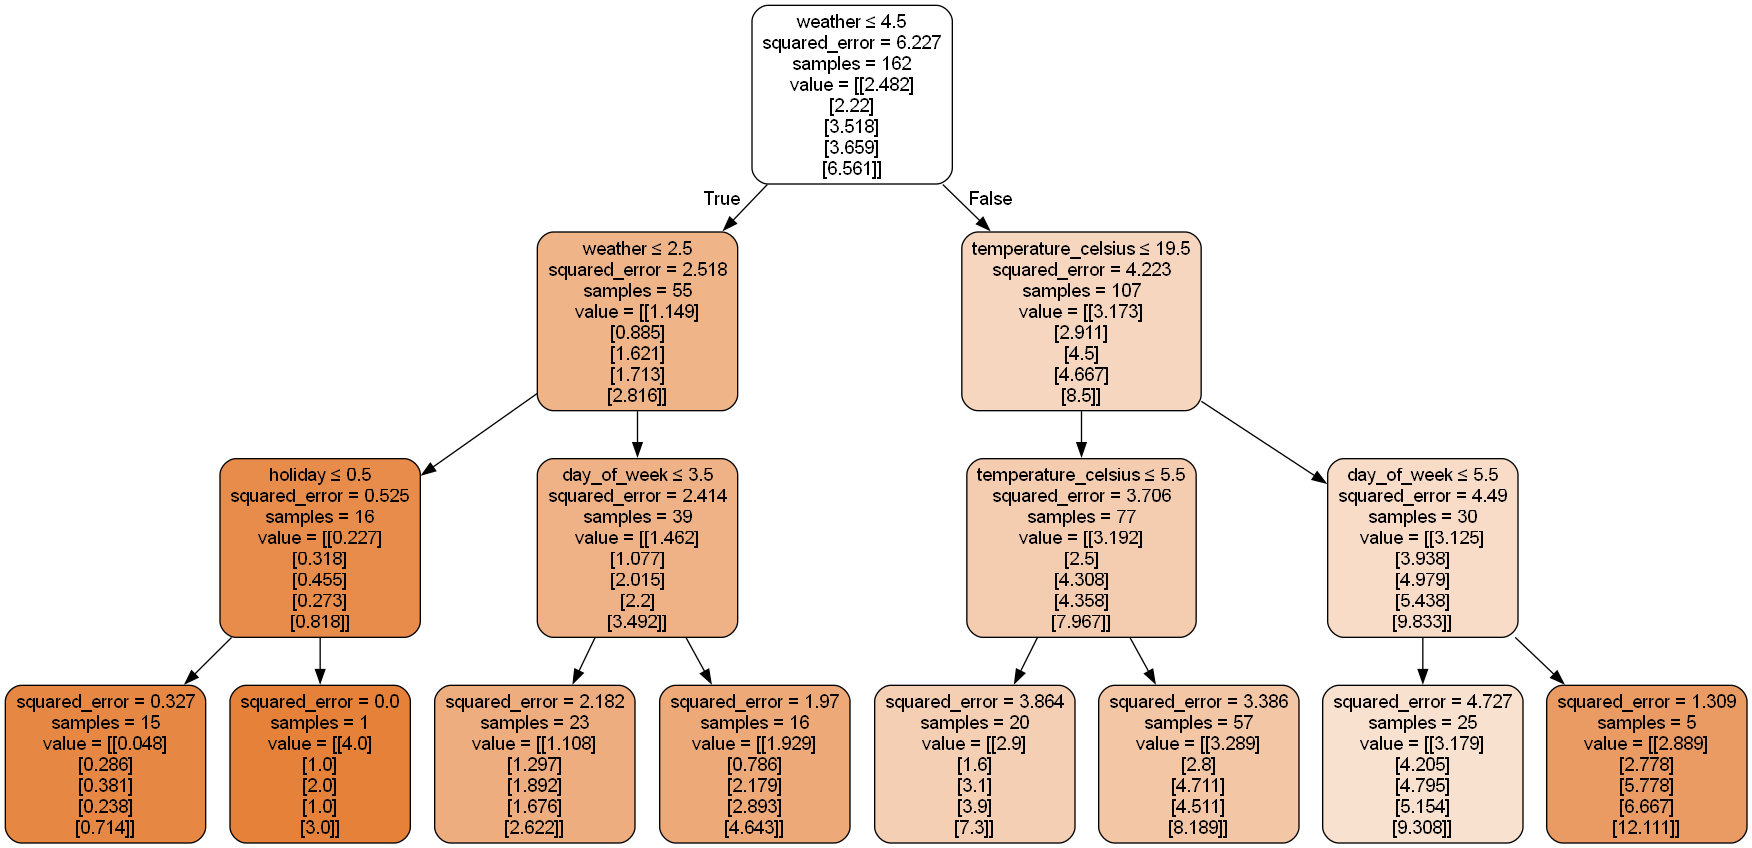 weather ≤ 4.5
squared_error = 6.227
samples = 162
value = [[2.482]
[2.22]
[3.518]
[3.659]
[6.561]]
True
False
weather ≤ 2.5
squared_error = 2.518
samples = 55
value = [[1.149]
[0.885]
[1.621]
[1.713]
[2.816]]
temperature_celsius ≤ 19.5
squared_error = 4.223
samples = 107
value = [[3.173]
[2.911]
[4.5]
[4.667]
[8.5]]
holiday ≤ 0.5
squared_error = 0.525
samples = 16
value = [[0.227]
[0.318]
[0.455]
[0.273]
[0.818]]
day_of_week ≤ 3.5
squared_error = 2.414
samples = 39
value = [[1.462]
[1.077]
[2.015]
[2.2]
[3.492]]
temperature_celsius ≤ 5.5
squared_error = 3.706
samples = 77
value = [[3.192]
[2.5]
[4.308]
[4.358]
[7.967]]
day_of_week ≤ 5.5
squared_error = 4.49
samples = 30
value = [[3.125]
[3.938]
[4.979]
[5.438]
[9.833]]
squared_error = 0.327
samples = 15
value = [[0.048]
[0.286]
[0.381]
[0.238]
[0.714]]
squared_error = 0.0
samples = 1
value = [[4.0]
[1.0]
[2.0]
[1.0]
[3.0]]
squared_error = 2.182
samples = 23
value = [[1.108]
[1.297]
[1.892]
[1.676]
[2.622]]
squared_error = 1.97
samples = 16
value = [[1.929]
[0.786]
[2.179]
[2.893]
[4.643]]
squared_error = 3.864
samples = 20
value = [[2.9]
[1.6]
[3.1]
[3.9]
[7.3]]
squared_error = 3.386
samples = 57
value = [[3.289]
[2.8]
[4.711]
[4.511]
[8.189]]
squared_error = 4.727
samples = 25
value = [[3.179]
[4.205]
[4.795]
[5.154]
[9.308]]
squared_error = 1.309
samples = 5
value = [[2.889]
[2.778]
[5.778]
[6.667]
[12.111]]